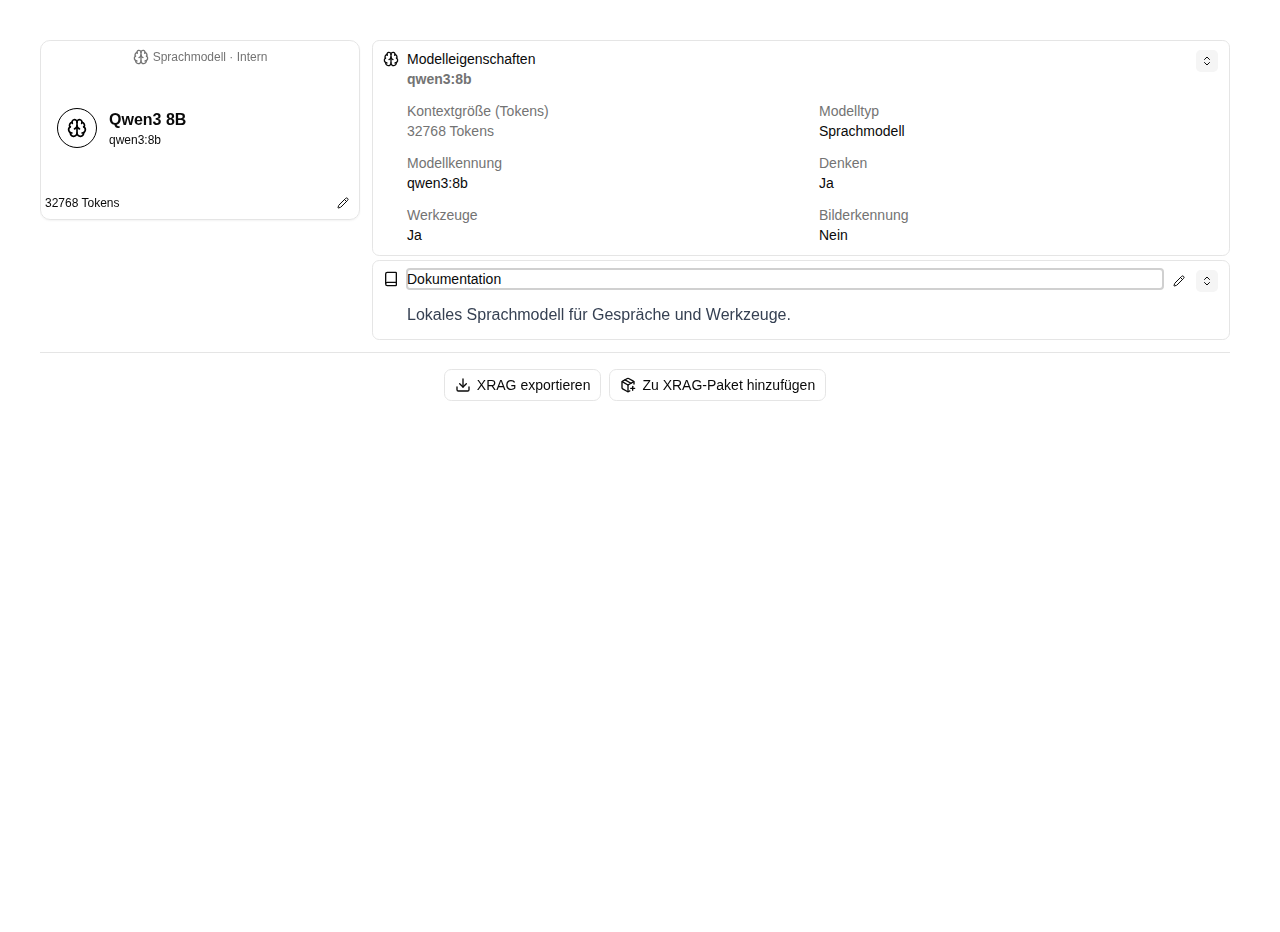 Sprachmodell · Intern
Qwen3 8B
qwen3:8b
32768 Tokens
Modelleigenschaften
qwen3:8b
Kontextgröße (Tokens)
32768 Tokens
Modelltyp
Sprachmodell
Modellkennung
qwen3:8b
Denken
Ja
Werkzeuge
Ja
Bilderkennung
Nein
Dokumentation
Lokales Sprachmodell für Gespräche und Werkzeuge.
XRAG exportieren
Zu XRAG-Paket hinzufügen